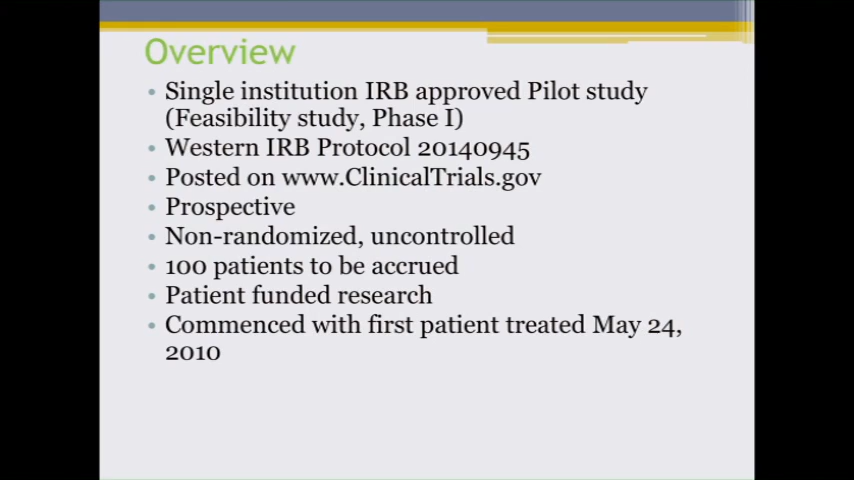 Overview
• Single institution IRB approved Pilot study
(Feasibility study, Phase I)
• Western IRB Protocol 20140945
• Posted on www.ClinicalTrials.gov
• Prospective
• Non-randomized, uncontrolled
• 100 patients to be accrued
• Patient funded research
• Commenced with first patient treated May 24,
2010